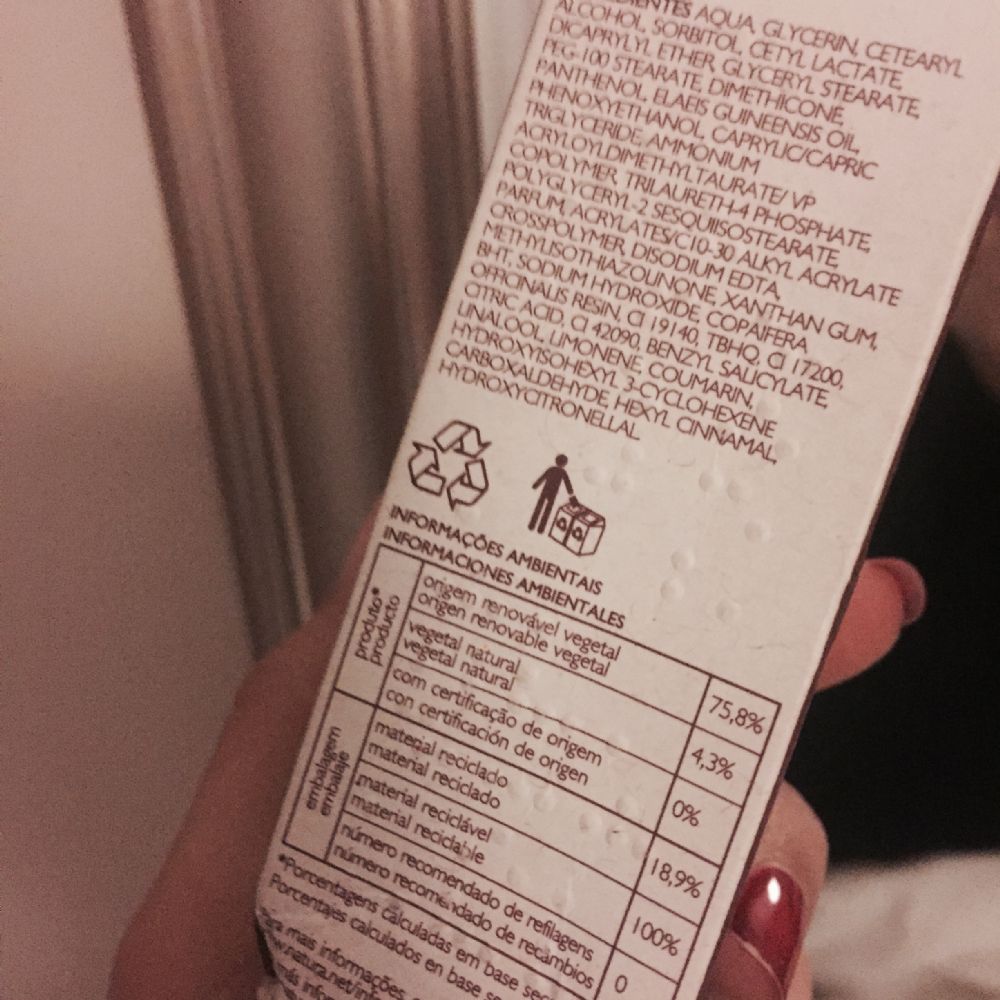 AQUA, GLYCERIN, CETEARYL
ALCOHOL, SORBITOL, CETYL LACTATE,
DICAPRYLYL ETHER, GLYCERYL STEARATE,
PEG-100 STEARATE, DIMETHICONE,
PANTHENOL, ELAEIS GUINEENSIS OIL,
PHENOXYETHANOL, CAPRYLIC/CAPRIC
TRIGLYCERIDE, AMMONIUM
ACRYLOYLDIMETHYLTAURATE/ VP
COPOLYMER, TRILAURETH-4 PHOSPHATE,
POLYGLYCERYL-2 SESQUIISOSTEARATE,
PARFUM, ACRYLATES/C10-30 ALKYL ACRYLATE
CROSSPOLYMER, DISODIUM EDTA,
METHYLISOTHIAZOLINONE, XANTHAN GUM,
BHT, SODIUM HYDROXIDE, COPAIFERA
OFFICINALIS RESIN, CI 19140, TBHQ, CI 17200,
CITRIC ACID, CI 42090, BENZYL SALICYLATE,
LINALOOL, LIMONENE, COUMARIN,
HYDROXYISOHEXYL 3-CYCLOHEXENE
CARBOXALDEHYDE, HEXYL CINNAMAL,
HYDROXYCITRONELLAL
INFORMAÇÕES AMBIENTAIS
INFORMACIONES AMBIENTALES
produto*
producto
origem renovável vegetal
origen renovable vegetal
75,8%
vegetal natural
vegetal natural
4,3%
com certificação de origem
con certificación de origen
0%
embalagem
embalaje
material reciclado
material reciclado
18,9%
material reciclável
material reciclable
100%
número recomendado de refilagens
número recomendado de recambios
0
*Porcentagens calculadas em base
Porcentajes calculados en base
Para mais informações,
más